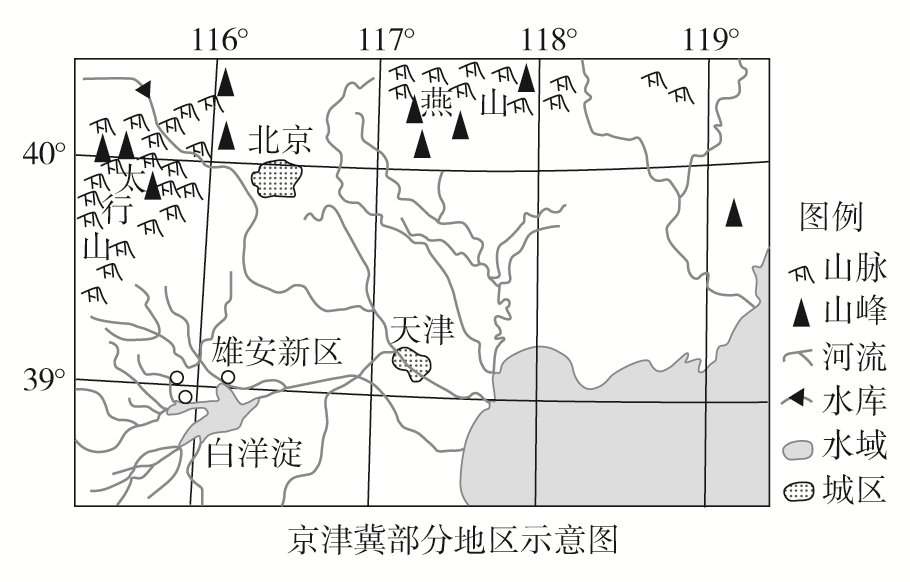 116° 117° 118° 119°
燕 山
北京
40°
太
行
山
图例
山脉
山峰
天津
河流
雄安新区
39°
水库
水域
白洋淀
城区
京津冀部分地区示意图